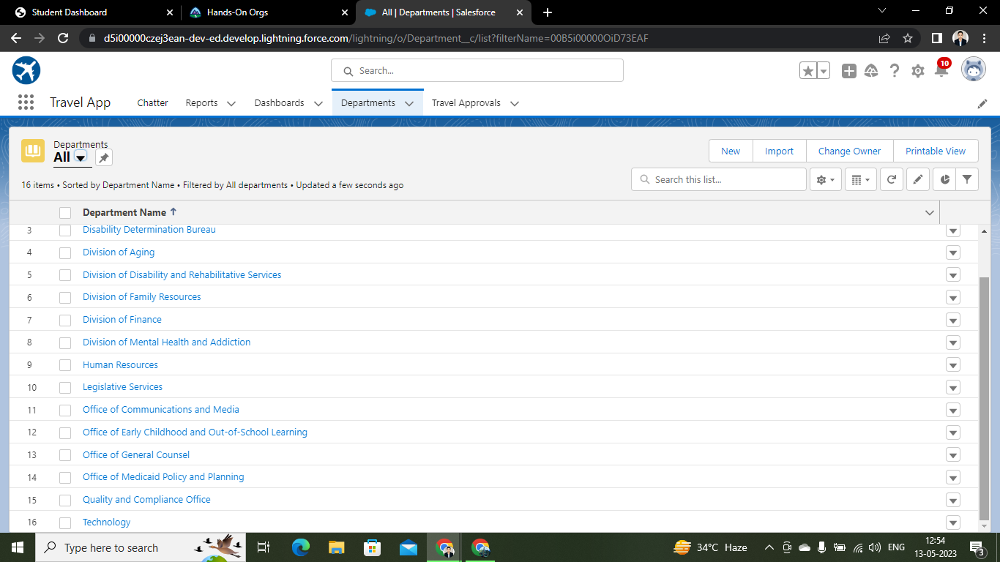 Student Dashboard
Hands-On Orgs
All | Departments | Salesforce
d5i00000czej3ean-dev-ed.develop.lightning.force.com/lightning/o/Department__c/list?filterName=00B5i00000OiD73EAF
Search...
10
Travel App
Chatter
Reports
Dashboards
Departments
Travel Approvals
Departments
All
New
Import
Change Owner
Printable View
16 items • Sorted by Department Name • Filtered by All departments • Updated a few seconds ago
Search this list...
Department Name
3 Disability Determination Bureau
4 Division of Aging
5 Division of Disability and Rehabilitative Services
6 Division of Family Resources
7 Division of Finance
8 Division of Mental Health and Addiction
9 Human Resources
10 Legislative Services
11 Office of Communications and Media
12 Office of Early Childhood and Out-of-School Learning
13 Office of General Counsel
14 Office of Medicaid Policy and Planning
15 Quality and Compliance Office
16 Technology
Type here to search
34°C Haze
ENG
12:54
13-05-2023
3